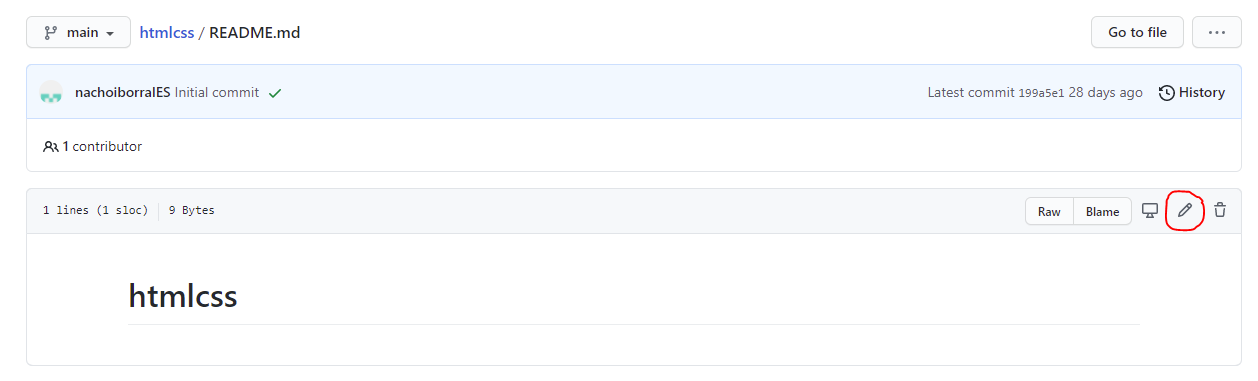 main htmlcss / README.md Go to file ...
nachoiborraIES Initial commit Latest commit 199a5e1 28 days ago History
1 contributor
1 lines (1 sloc) 9 Bytes Raw Blame
htmlcss